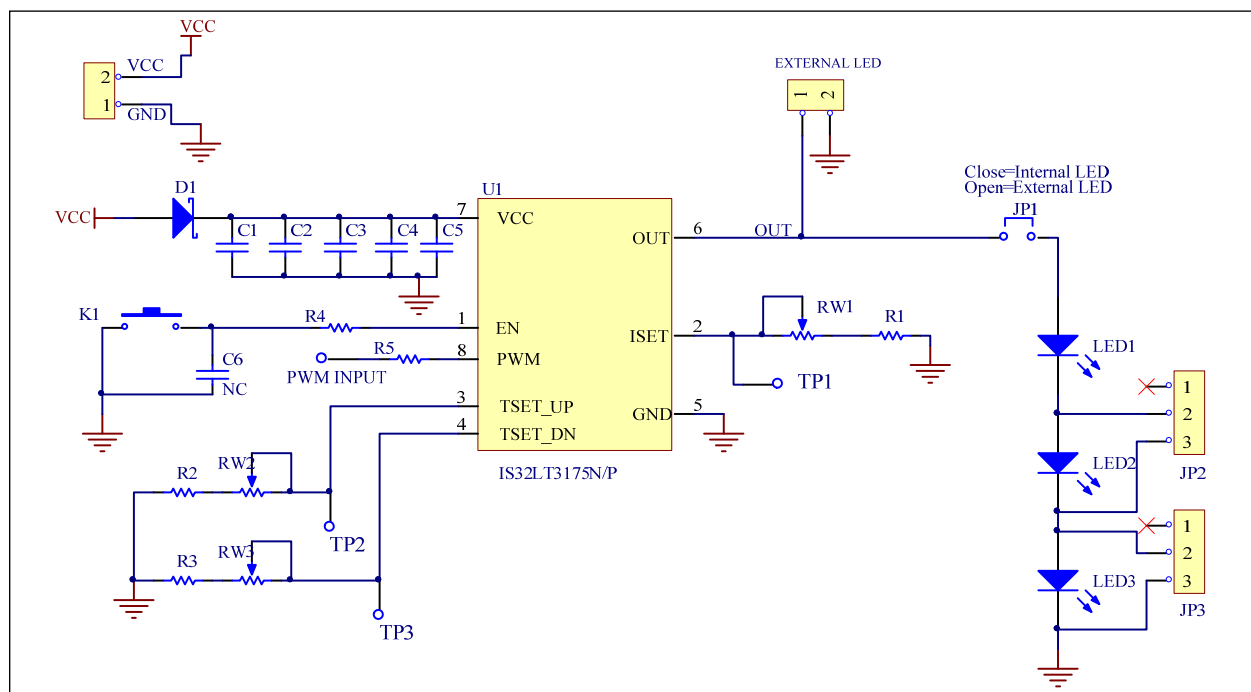 VCC
2
VCC
1
GND
EXTERNAL LED
1
2
Close=Internal LED
Open=External LED
JP1
D1
VCC
C1
C2
C3
C4
C5
U1
7
VCC
OUT
6
OUT
K1
R4
1
EN
C6
NC
R5
8
PWM
PWM INPUT
ISET
2
RW1
R1
TP1
3
TSET_UP
4
TSET_DN
GND
5
IS32LT3175N/P
LED1
1
2
3
JP2
LED2
R2
RW2
TP2
R3
RW3
TP3
1
2
3
JP3
LED3